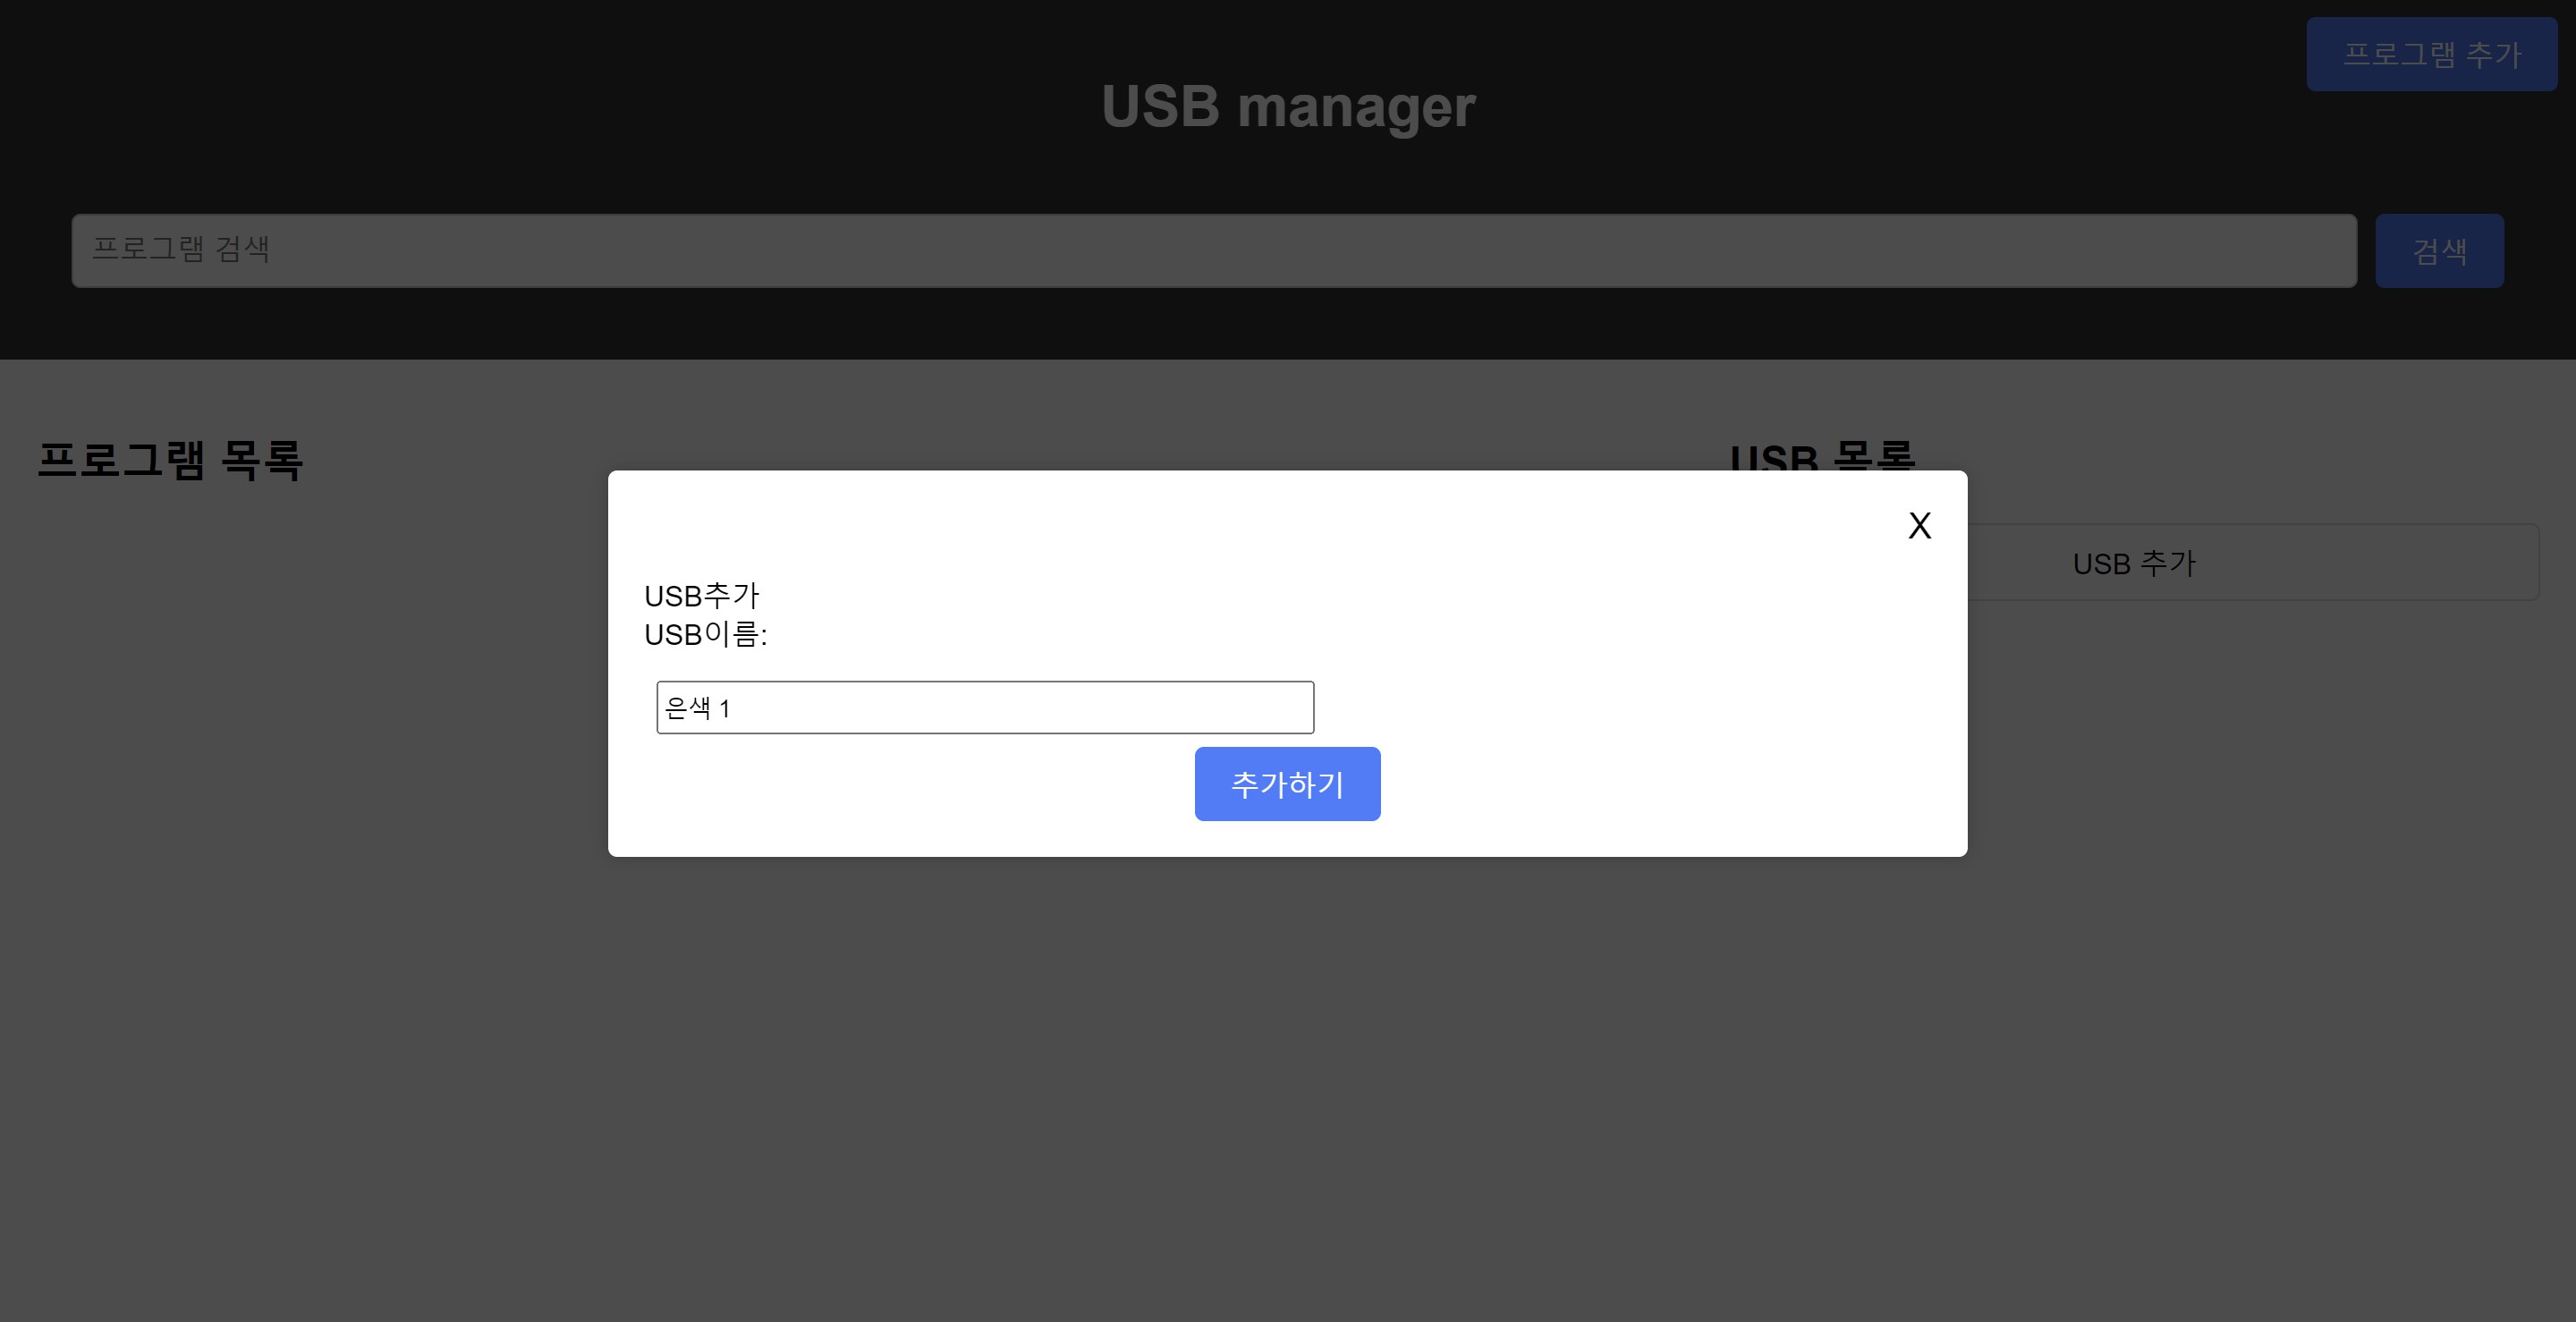 프로그램 추가
USB manager
프로그램 검색
검색
프로그램 목록
USB 목록
X
USB 추가
USB추가
USB이름:
은색 1
추가하기